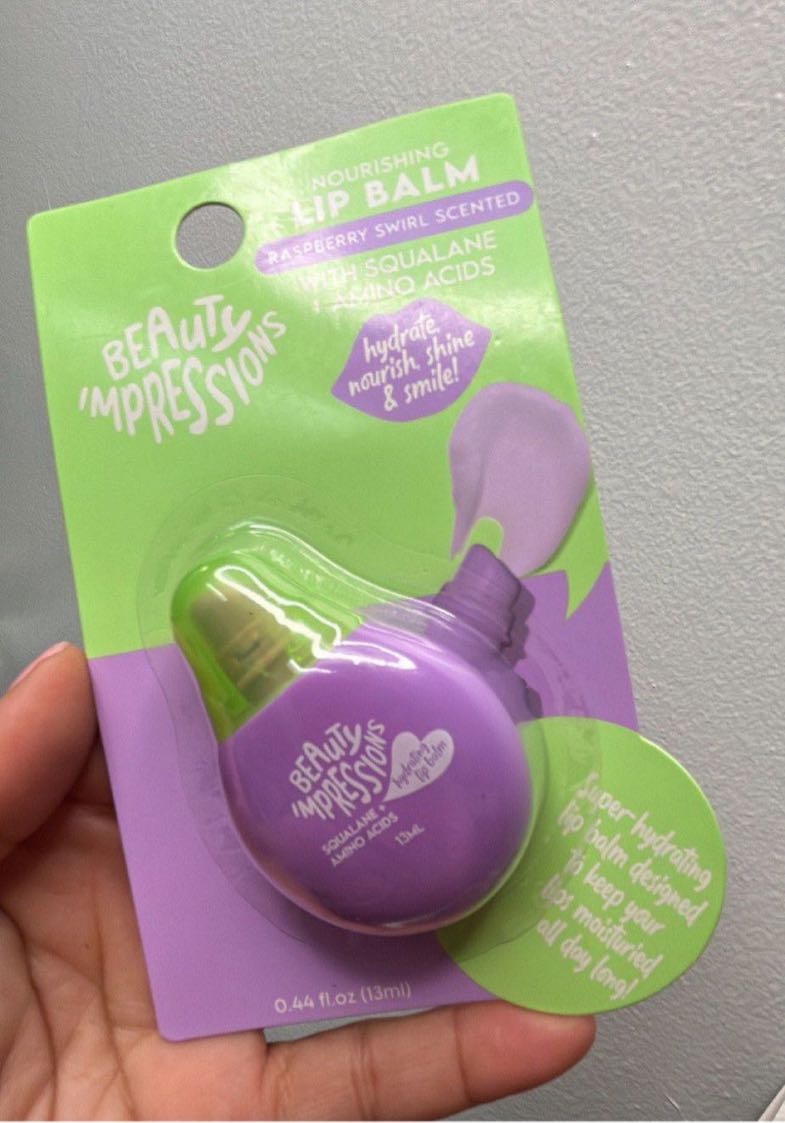 NOURISHING
LIP BALM
RASPBERRY SWIRL SCENTED
WITH SQUALANE
+ AMINO ACIDS
BEAUTY
IMPRESSIONS
hydrate,
nourish, shine
& smile!
BEAUTY
IMPRESSIONS
hydrating
lip balm
SQUALANE +
AMINO ACIDS
13ML
Super hydrating
lip balm designed
to keep your
lips moisturied
all day long!
0.44 fl.oz (13ml)